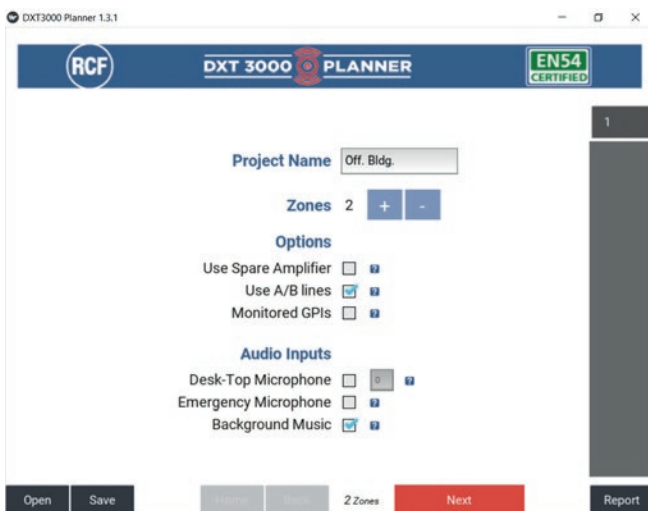 DXT3000 Planner 1.3.1
RCF
DXT 3000 PLANNER
EN54
CERTIFIED
1
Project Name Off. Bldg.
Zones 2 + -
Options
Use Spare Amplifier ?
Use A/B lines ?
Monitored GPIs ?
Audio Inputs
Desk-Top Microphone 0 ?
Emergency Microphone ?
Background Music ?
Open Save Home Back 2 Zones Next Report